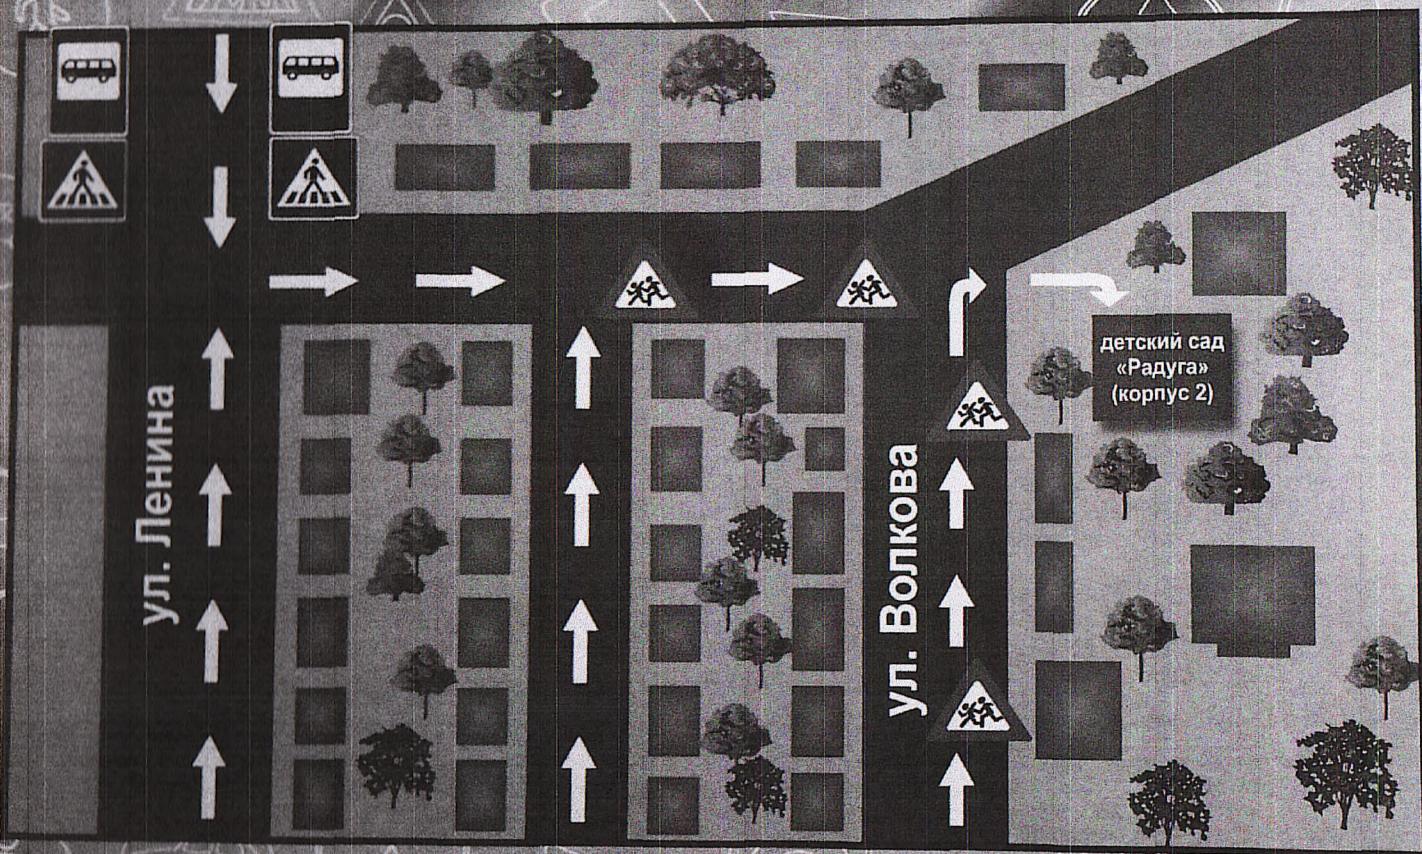 ул. Ленина
ул. Волкова
детский сад
«Радуга»
(корпус 2)